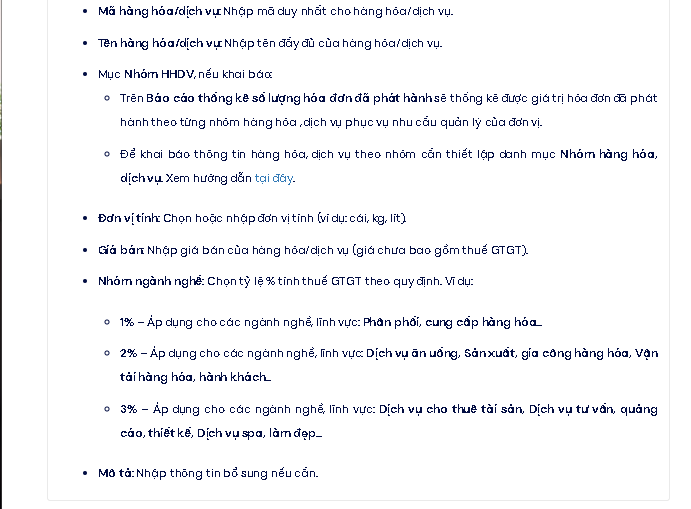 • Mã hàng hóa/dịch vụ: Nhập mã duy nhất cho hàng hóa/dịch vụ.
• Tên hàng hóa/dịch vụ: Nhập tên đầy đủ của hàng hóa/dịch vụ.
• Mục Nhóm HHDV, nếu khai báo:
○ Trên Báo cáo thống kê số lượng hóa đơn đã phát hành sẽ thống kê được giá trị hóa đơn đã phát
hành theo từng nhóm hàng hóa ,dịch vụ phục vụ nhu cầu quản lý của đơn vị.
○ Để khai báo thông tin hàng hóa, dịch vụ theo nhóm cần thiết lập danh mục Nhóm hàng hóa,
dịch vụ. Xem hướng dẫn tại đây.
• Đơn vị tính: Chọn hoặc nhập đơn vị tính (ví dụ: cái, kg, lít).
• Giá bán: Nhập giá bán của hàng hóa/dịch vụ (giá chưa bao gồm thuế GTGT).
• Nhóm ngành nghề: Chọn tỷ lệ % tính thuế GTGT theo quy định. Ví dụ:
○ 1% – Áp dụng cho các ngành nghề, lĩnh vực: Phân phối, cung cấp hàng hóa…
○ 2% – Áp dụng cho các ngành nghề, lĩnh vực: Dịch vụ ăn uống, Sản xuất, gia công hàng hóa, Vận
tải hàng hóa, hành khách…
○ 3% – Áp dụng cho các ngành nghề, lĩnh vực: Dịch vụ cho thuê tài sản, Dịch vụ tư vấn, quảng
cáo, thiết kế, Dịch vụ spa, làm đẹp…
• Mô tả: Nhập thông tin bổ sung nếu cần.